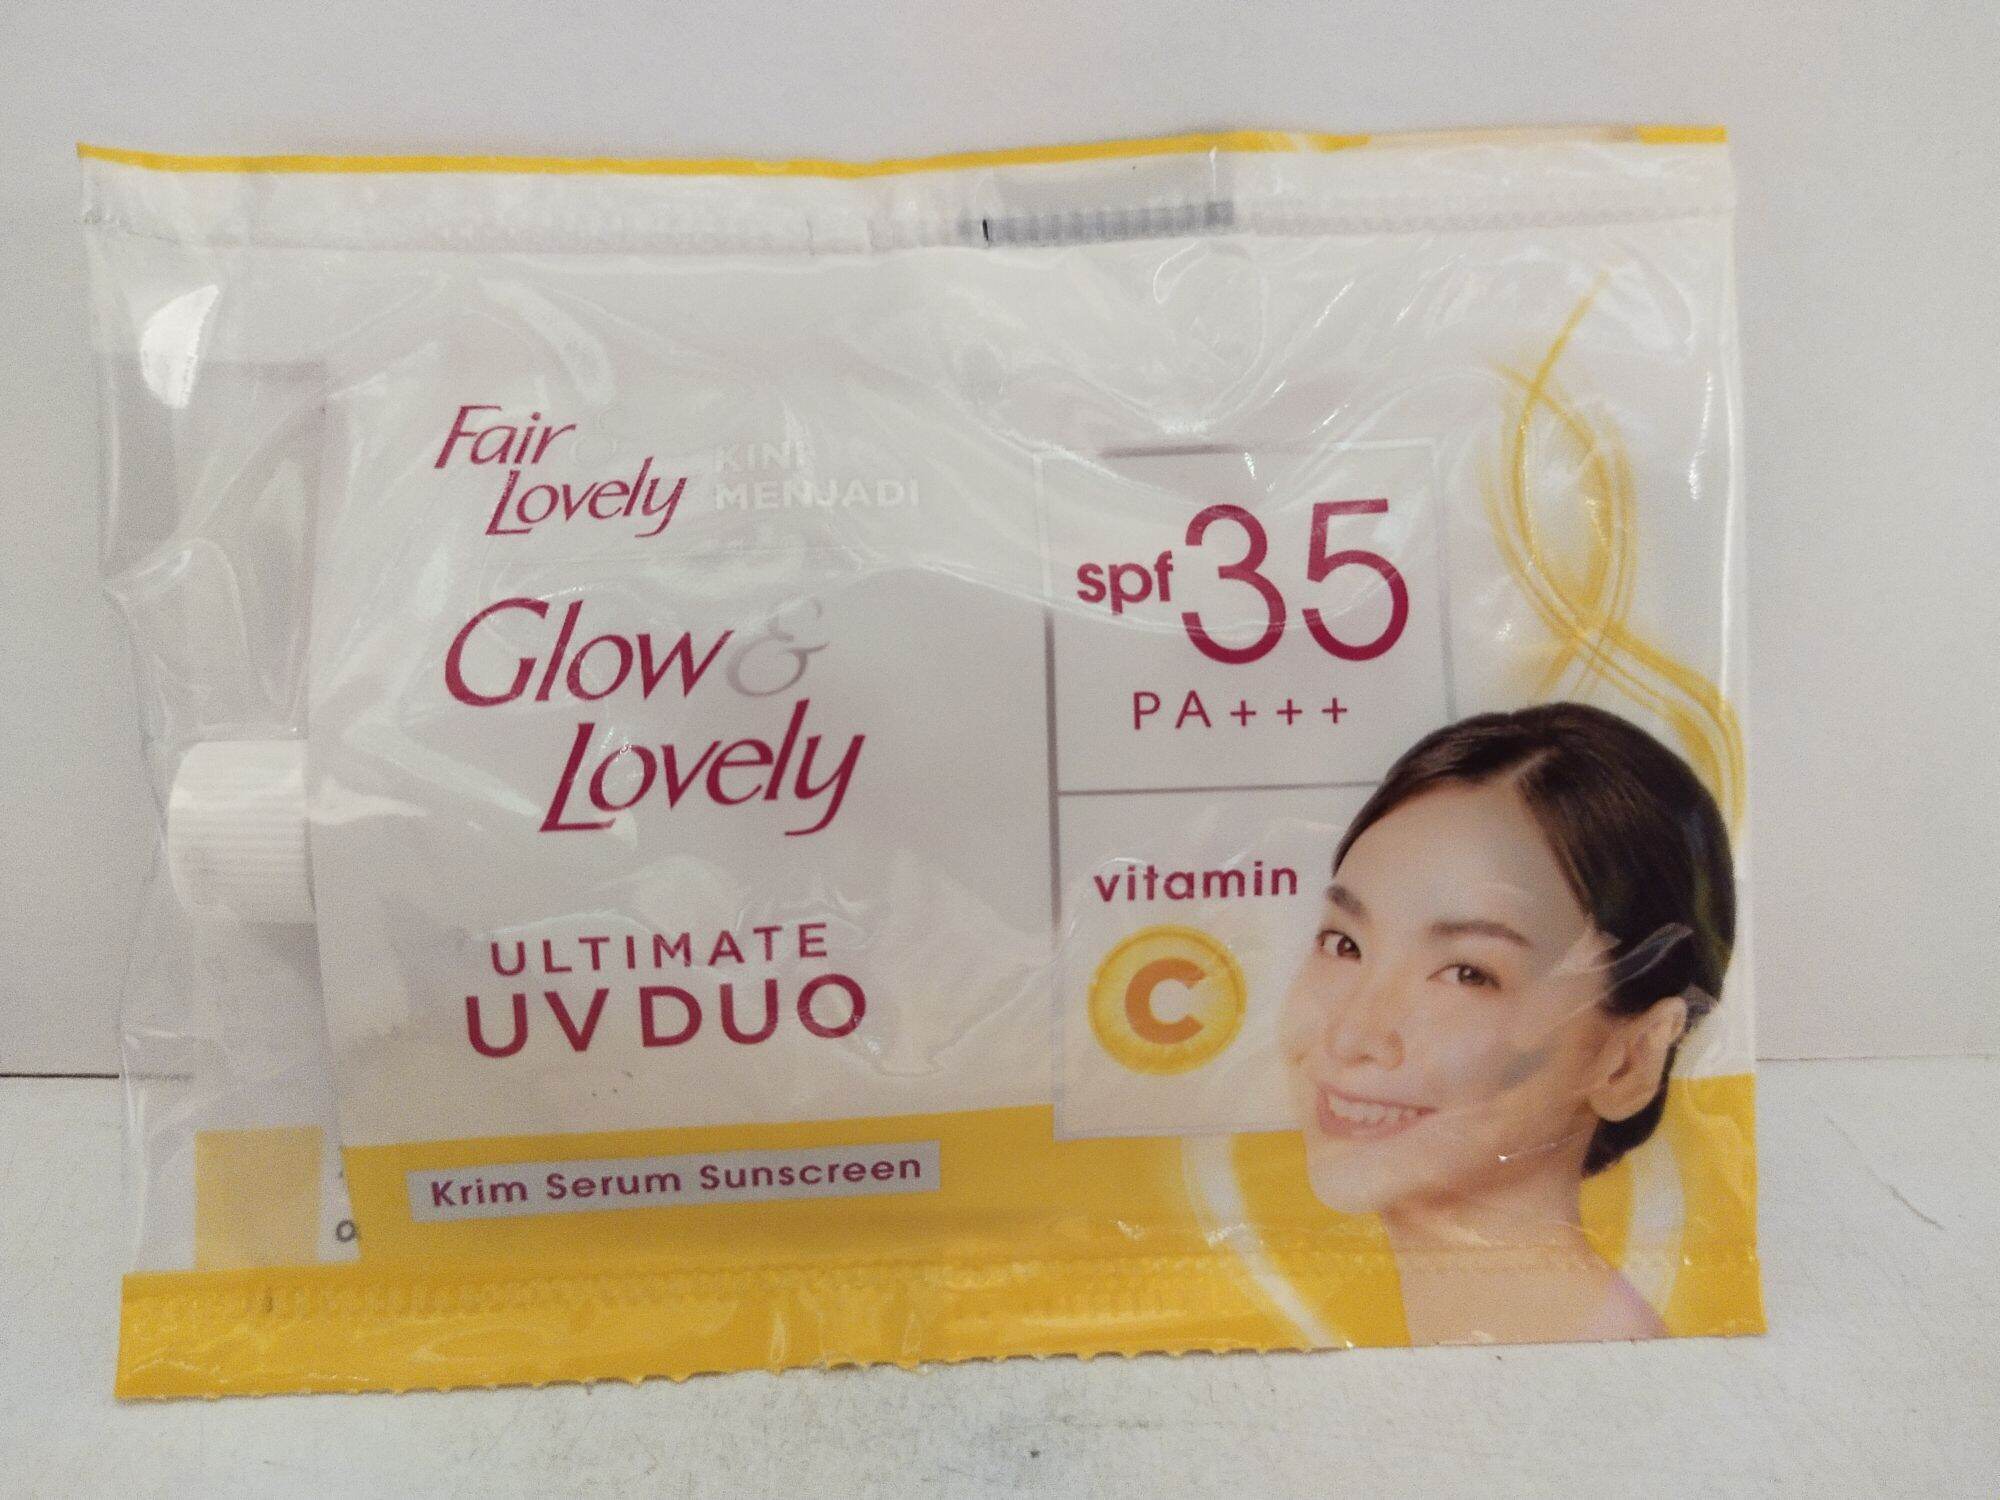 Fair &
Lovely
KINI
MENJADI
Glow &
Lovely
ULTIMATE
UV DUO
Krim Serum Sunscreen
spf 35
PA+++
vitamin
C